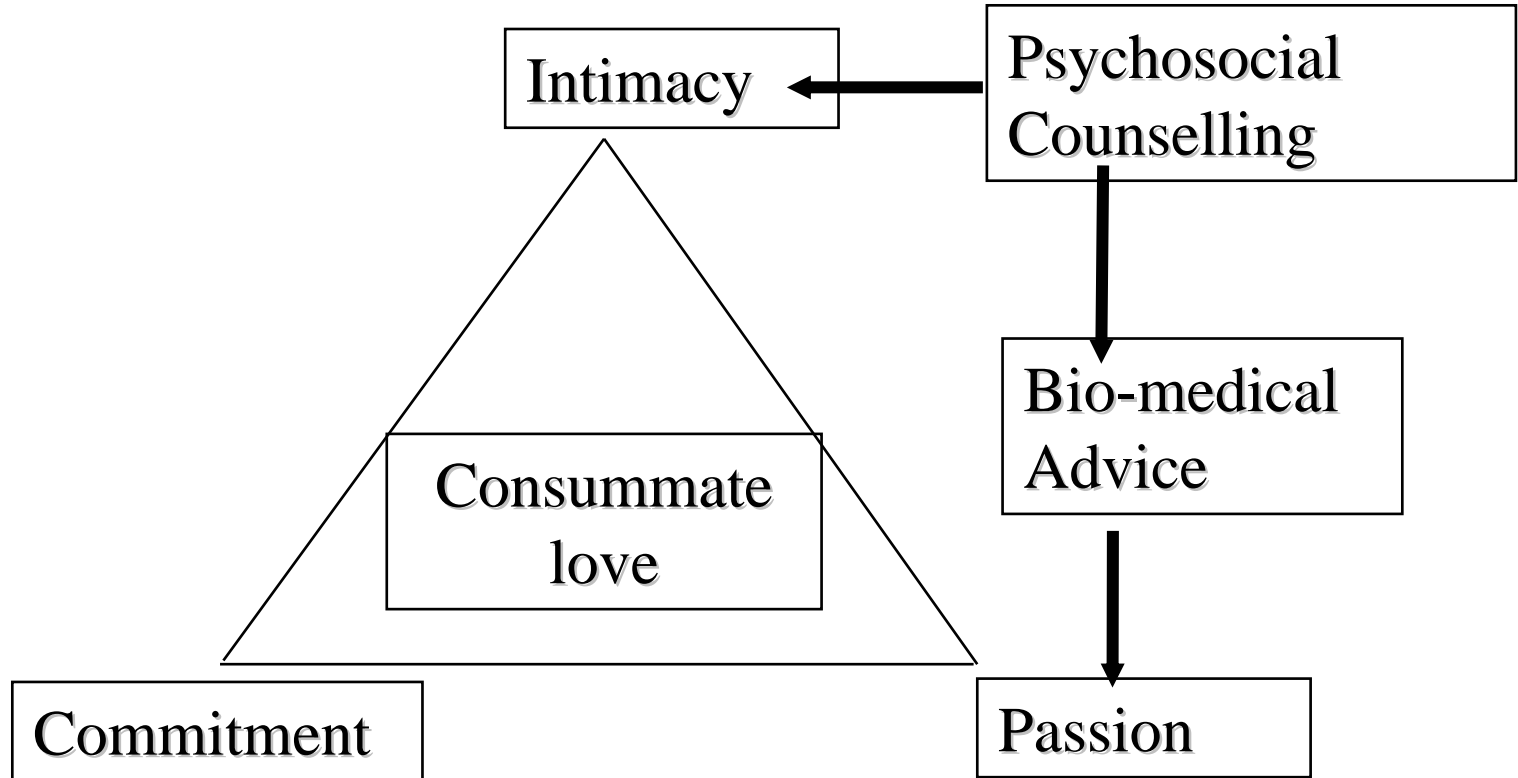 Intimacy
Psychosocial
Counselling
Bio-medical
Advice
Consummate
love
Commitment
Passion